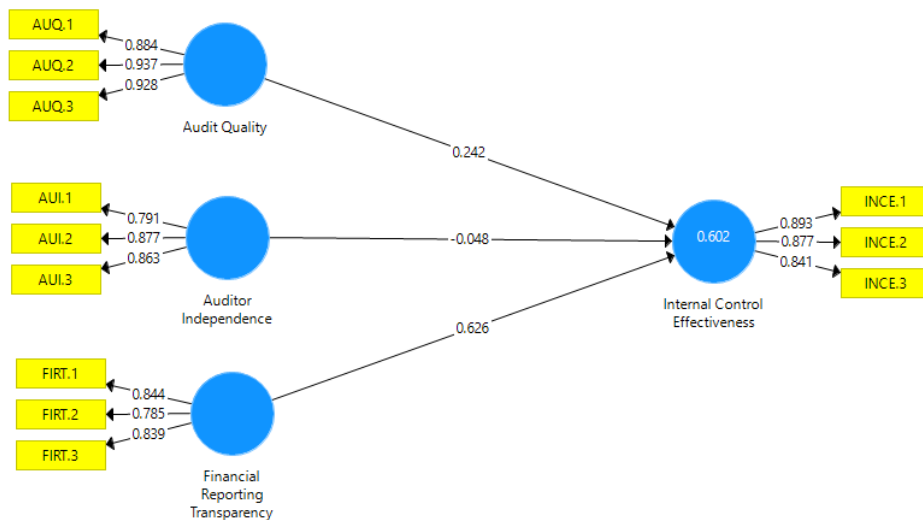 AUQ.1
0.884
AUQ.2
0.937
AUQ.3
0.928
Audit Quality
0.242
AUI.1
0.791
AUI.2
0.877
AUI.3
0.863
Auditor
Independence
-0.048
FIRT.1
0.844
FIRT.2
0.785
FIRT.3
0.839
Financial
Reporting
Transparency
0.626
0.602
Internal Control
Effectiveness
0.893
INCE.1
0.877
INCE.2
0.841
INCE.3